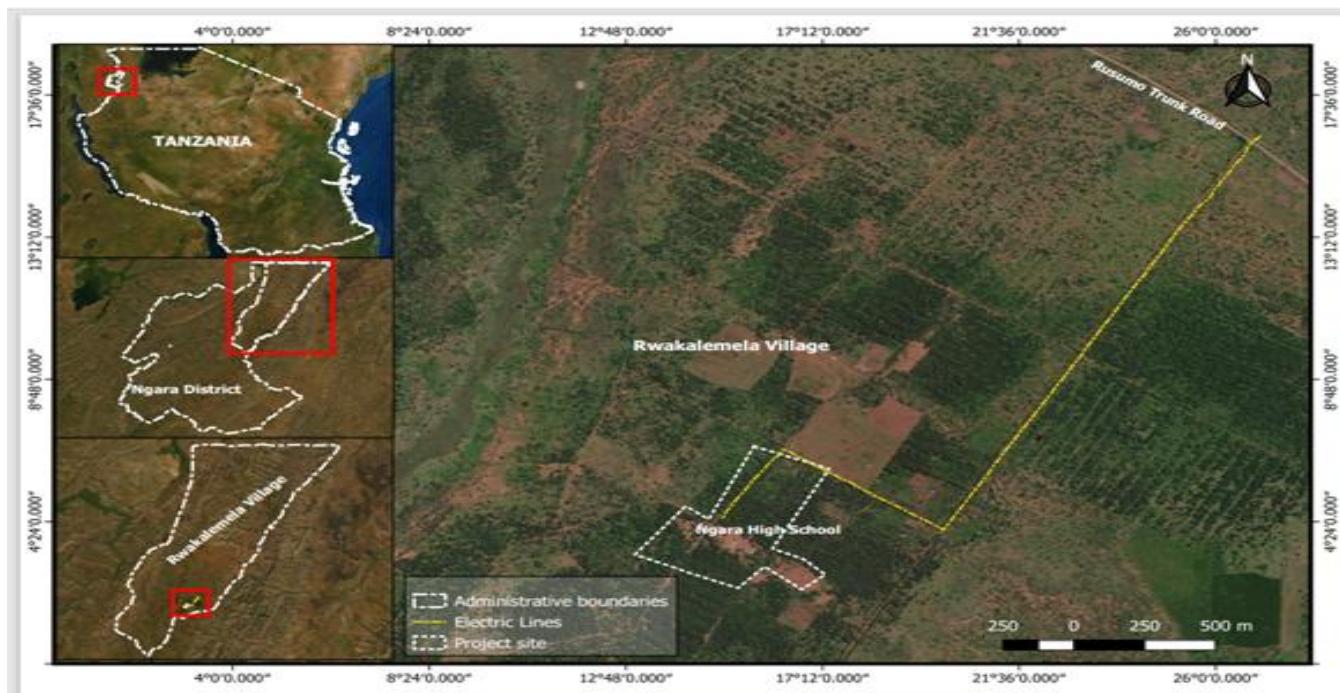 4°0'0.000" 8°24'0.000" 12°48'0.000" 17°12'0.000" 21°36'0.000" 26°0'0.000"
17°36'0.000"
13°12'0.000"
8°48'0.000"
4°24'0.000"
TANZANIA
Ngara District
Rwakalemela Village
Rusumo Trunk Road
N
Rwakalemela Village
Ngara High School
Administrative boundaries
Electric Lines
Project site
250 0 250 500 m
17°36'0.000"
13°12'0.000"
8°48'0.000"
4°24'0.000"
4°0'0.000" 8°24'0.000" 12°48'0.000" 17°12'0.000" 21°36'0.000" 26°0'0.000"